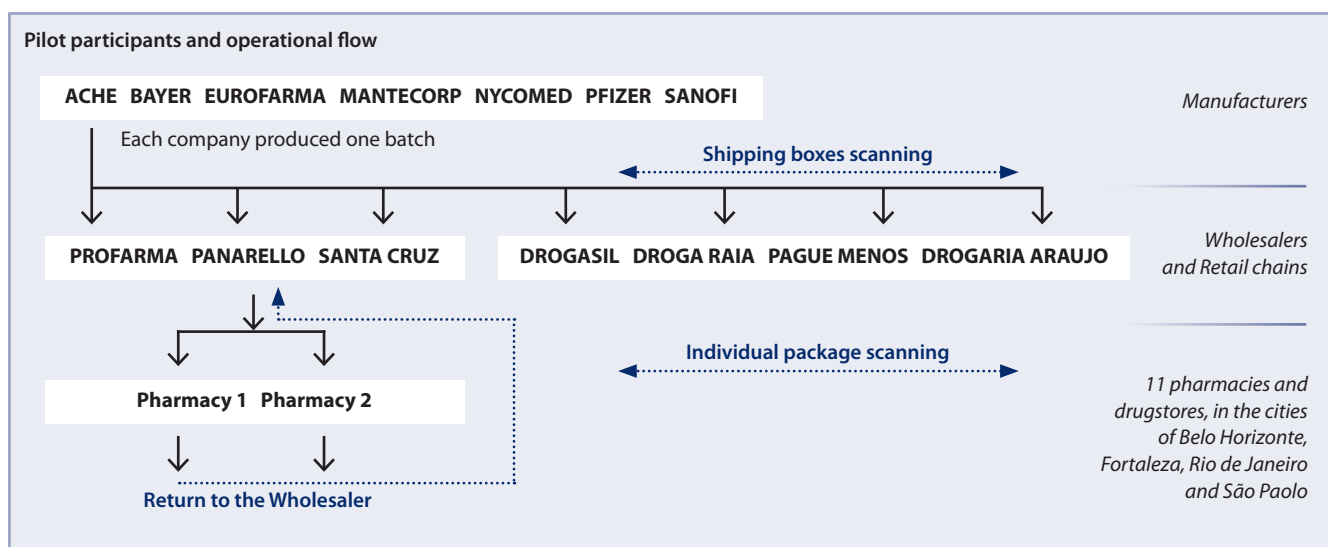 Pilot participants and operational flow
ACHE BAYER EUROFARMA MANTECORP NYCOMED PFIZER SANOFI
Manufacturers
Each company produced one batch
Shipping boxes scanning
PROFARMA PANARELLO SANTA CRUZ
DROGASIL DROGA RAIA PAGUE MENOS DROGARIA ARAUJO
Wholesalers
and Retail chains
Individual package scanning
Pharmacy 1 Pharmacy 2
11 pharmacies and
drugstores, in the cities
of Belo Horizonte,
Fortaleza, Rio de Janeiro
and São Paolo
Return to the Wholesaler